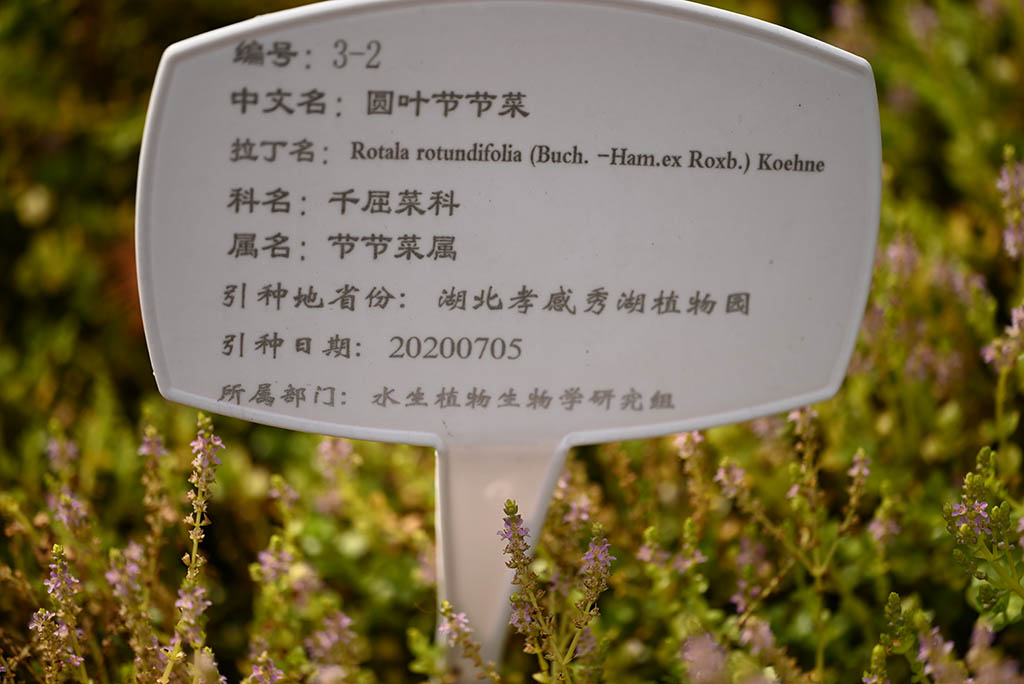 编号：3-2
中文名：圆叶节节菜
拉丁名：Rotala rotundifolia (Buch. -Ham.ex Roxb.) Koehne
科名：千屈菜科
属名：节节菜属
引种地省份：湖北孝感秀湖植物园
引种日期：20200705
所属部门：水生植物生物学研究组